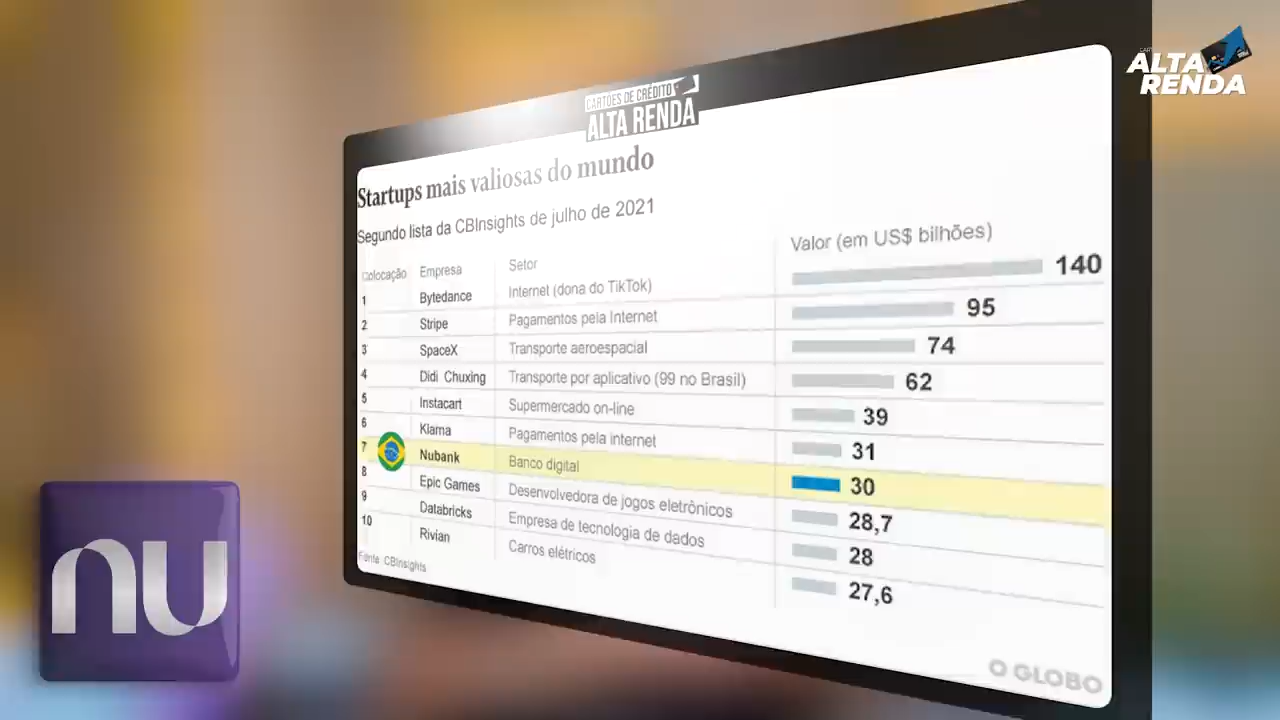 ALTA
RENDA
CARTÕES DE CRÉDITO
ALTA RENDA
Startups mais valiosas do mundo
Segundo lista da CBInsights de julho de 2021
Colocação Empresa Setor Valor (em US$ bilhões)
1 Bytedance Internet (dona do TikTok) 140
2 Stripe Pagamentos pela Internet 95
3 SpaceX Transporte aeroespacial 74
4 Didi Chuxing Transporte por aplicativo (99 no Brasil) 62
5 Instacart Supermercado on-line 39
6 Klarna Pagamentos pela internet 31
7 Nubank Banco digital 30
8 Epic Games Desenvolvedora de jogos eletrônicos 28,7
9 Databricks Empresa de tecnologia de dados 28
10 Rivian Carros elétricos 27,6
Fonte CBInsights
O GLOBO
nu